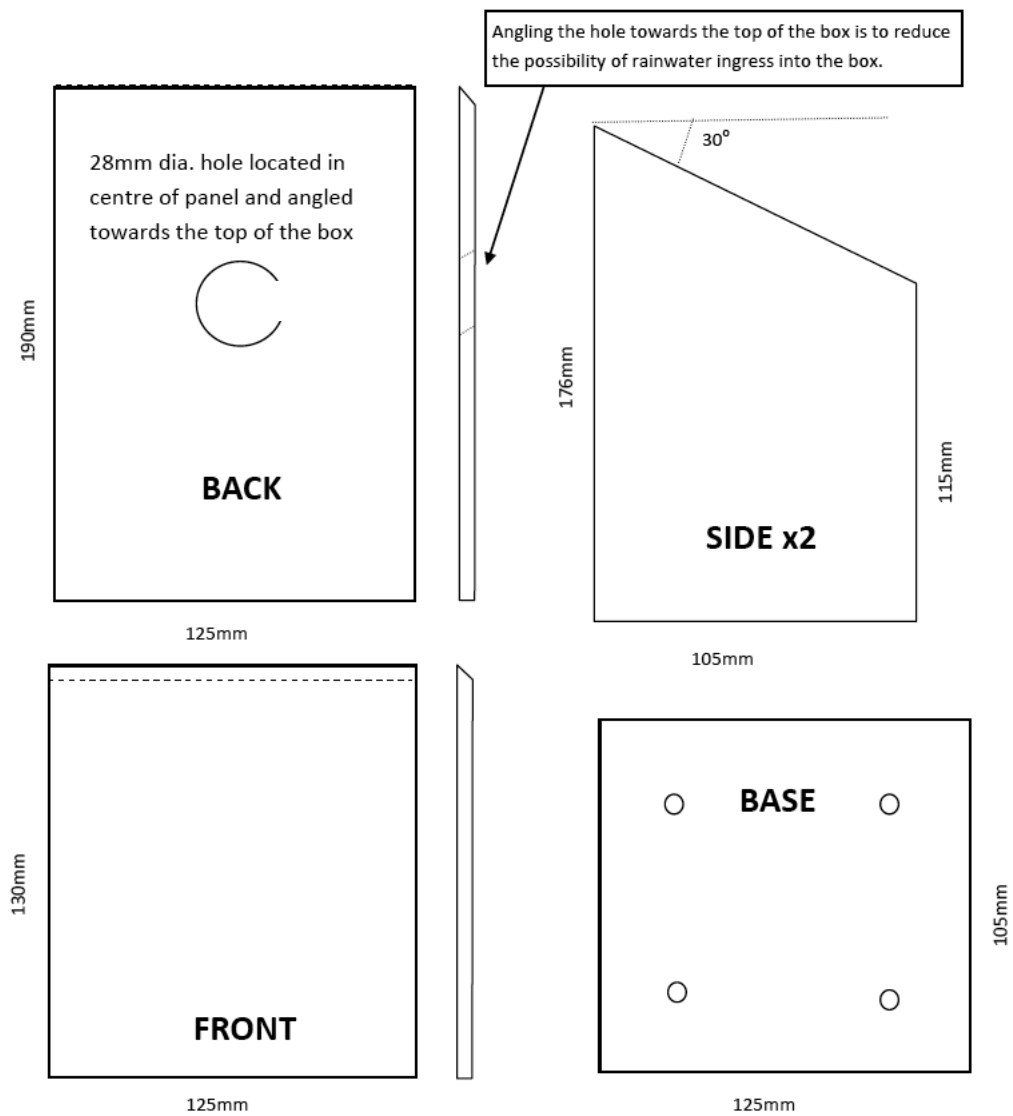 Angling the hole towards the top of the box is to reduce
the possibility of rainwater ingress into the box.
28mm dia. hole located in
centre of panel and angled
towards the top of the box
190mm
BACK
125mm
30°
176mm
115mm
SIDE x2
105mm
130mm
FRONT
125mm
BASE
105mm
125mm